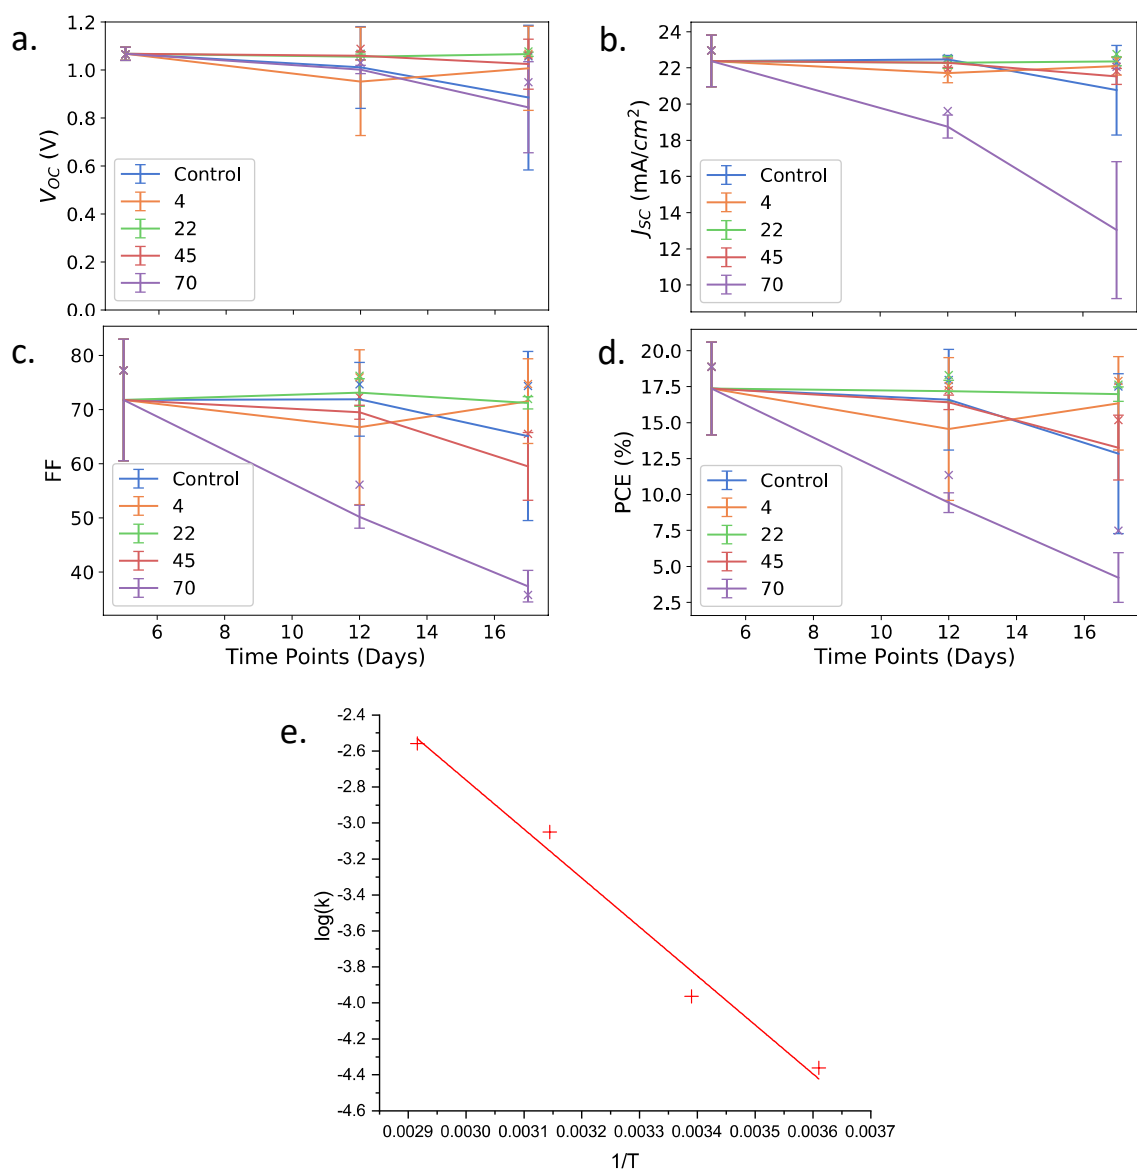 a.
1.2
1.0
0.8
0.6
0.4
0.2
0.0
V_OC (V)
Control
4
22
45
70
b.
24
22
20
18
16
14
12
10
J_SC (mA/cm²)
Control
4
22
45
70
c.
80
70
60
50
40
FF
Control
4
22
45
70
6 8 10 12 14 16
Time Points (Days)
d.
20.0
17.5
15.0
12.5
10.0
7.5
5.0
2.5
PCE (%)
Control
4
22
45
70
6 8 10 12 14 16
Time Points (Days)
e.
-2.4
-2.6
-2.8
-3.0
-3.2
-3.4
-3.6
-3.8
-4.0
-4.2
-4.4
-4.6
log(k)
0.0029 0.0030 0.0031 0.0032 0.0033 0.0034 0.0035 0.0036 0.0037
1/T